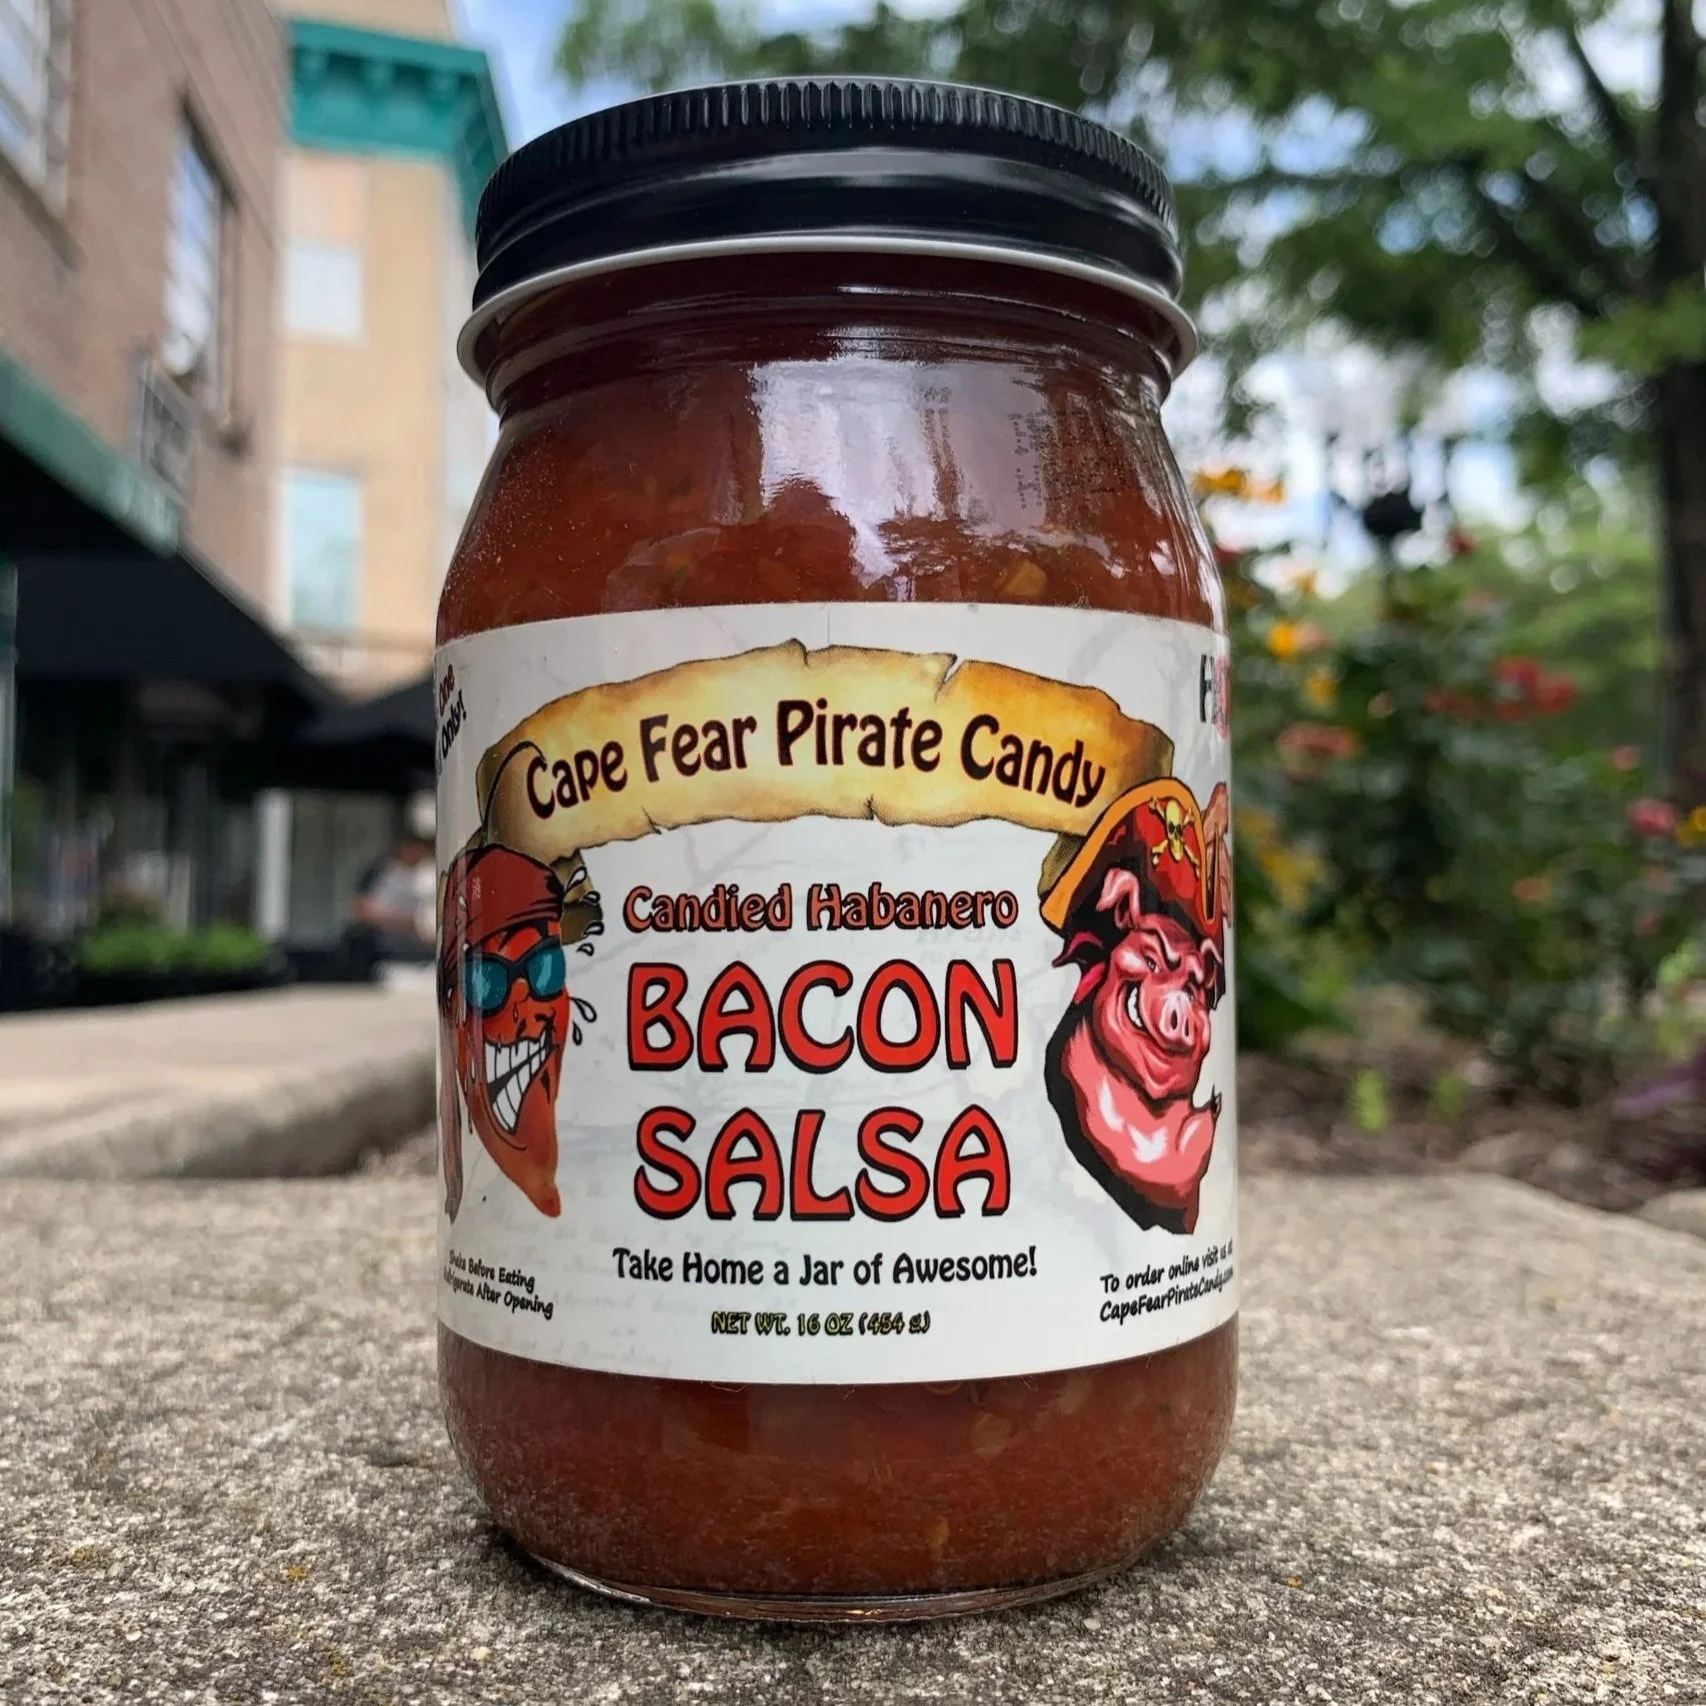 Cape Fear Pirate Candy
Candied Habanero
BACON
SALSA
Take Home a Jar of Awesome!
NET WT. 16 OZ (454 g)
Shake Before Eating
Refrigerate After Opening
To order online visit us at
CapeFearPirateCandy.com